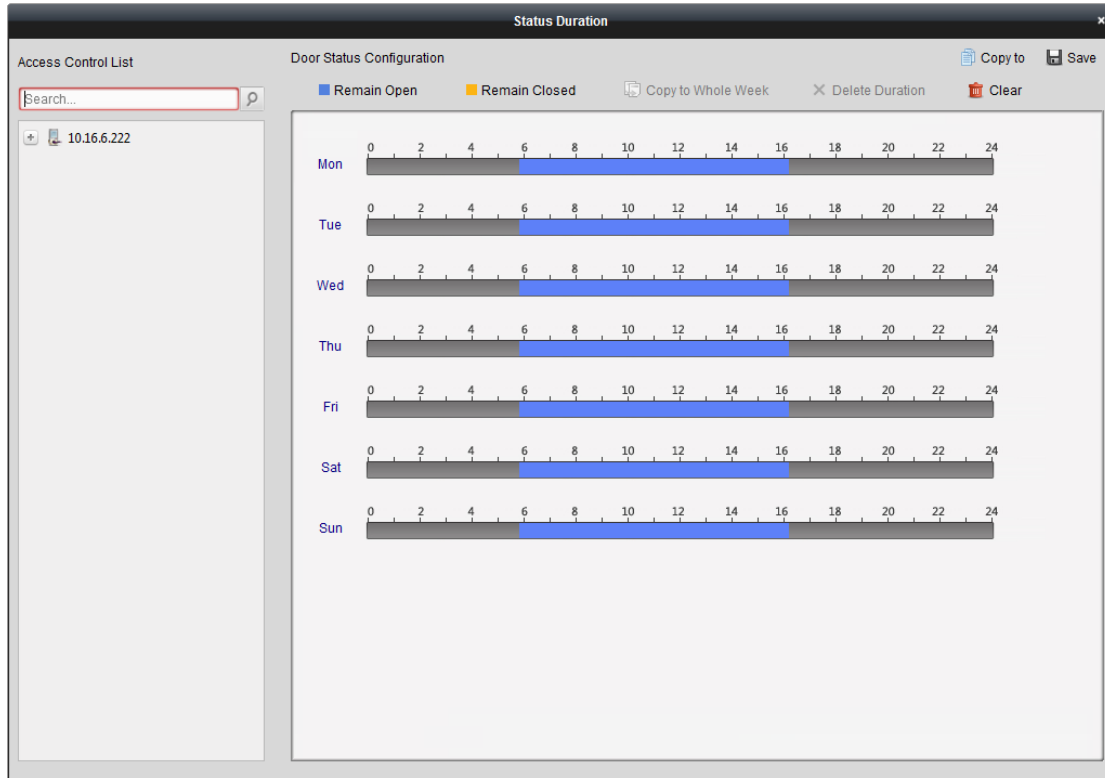 Status Duration ×
Access Control List
Search...
10.16.6.222
Door Status Configuration Copy to Save
Remain Open Remain Closed Copy to Whole Week Delete Duration Clear
0 2 4 6 8 10 12 14 16 18 20 22 24
Mon
0 2 4 6 8 10 12 14 16 18 20 22 24
Tue
0 2 4 6 8 10 12 14 16 18 20 22 24
Wed
0 2 4 6 8 10 12 14 16 18 20 22 24
Thu
0 2 4 6 8 10 12 14 16 18 20 22 24
Fri
0 2 4 6 8 10 12 14 16 18 20 22 24
Sat
0 2 4 6 8 10 12 14 16 18 20 22 24
Sun